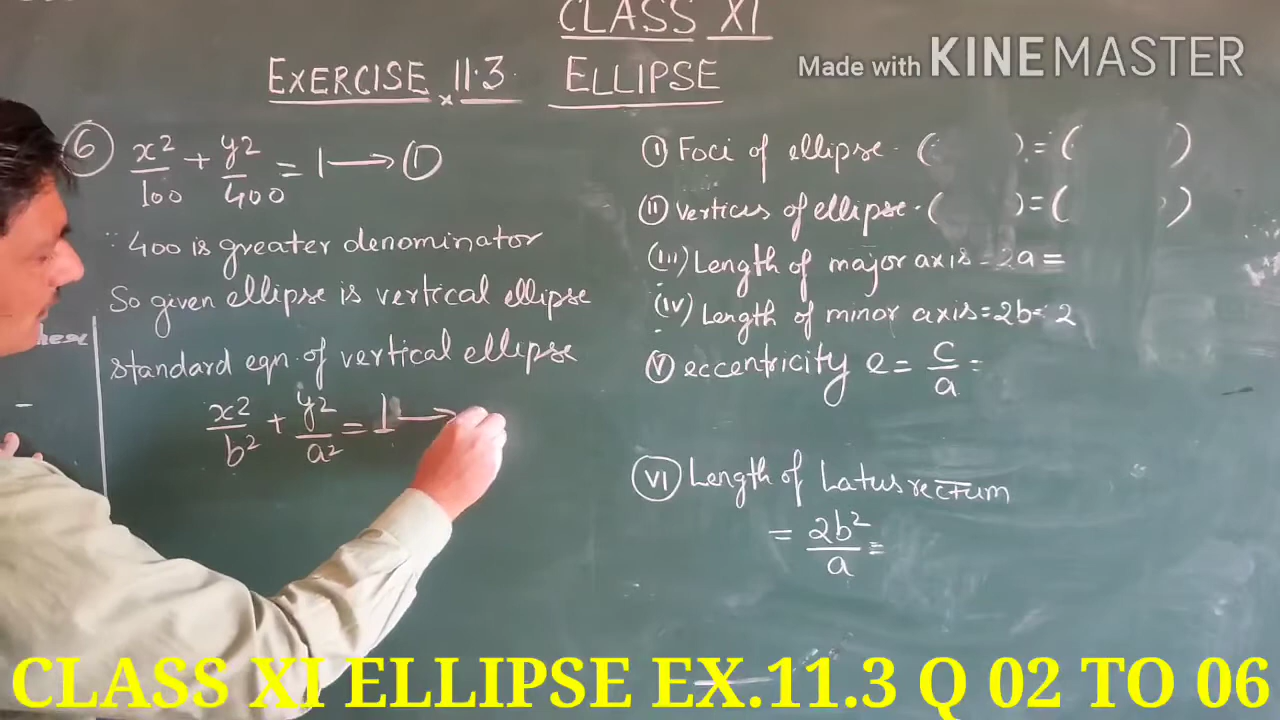 CLASS XI
Made with KINEMASTER
EXERCISE 11.3 ELLIPSE
⑥ x²/100 + y²/400 = 1 → ①
∵ 400 is greater denominator
So given ellipse is vertical ellipse
standard eqn. of vertical ellipse
x²/b² + y²/a² = 1 →
Ⓘ Foci of ellipse. ( ) = ( )
ⓘⓘ vertices of ellipse. ( ) = ( )
(iii) Length of major axis = 2a =
(iv) Length of minor axis = 2b = 2
Ⓥ eccentricity e = c/a =
ⓋⒾ Length of Latus rectum
= 2b²/a =
CLASS XI ELLIPSE EX.11.3 Q 02 TO 06